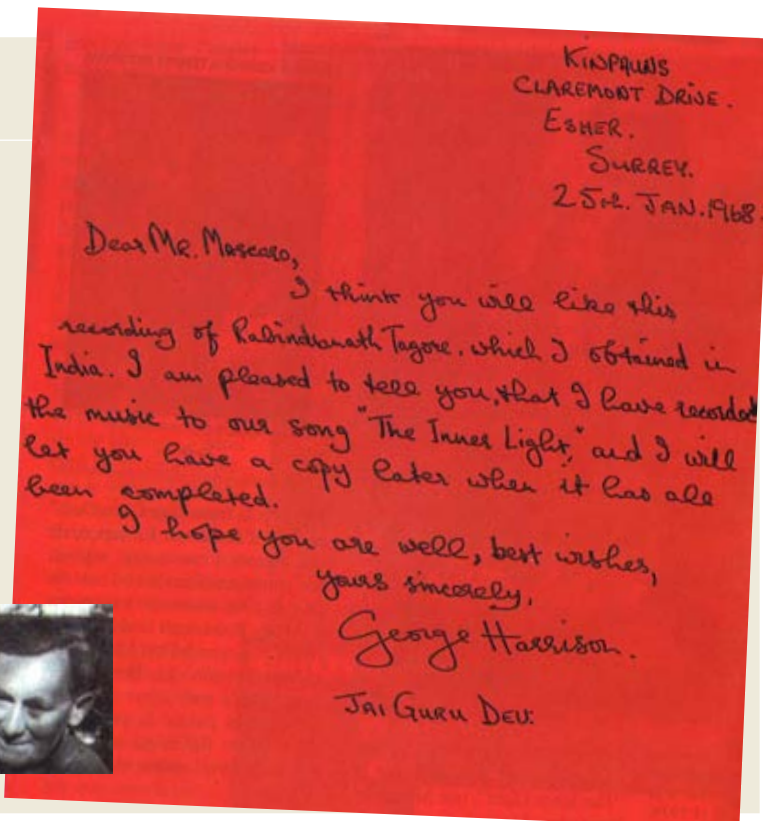 KINFAUNS
CLAREMONT DRIVE.
ESHER.
SURREY.
25th. JAN. 1968.
Dear Mr. Mascaro,
I think you will like this
recording of Rabindranath Tagore. which I obtained in
India. I am pleased to tell you, that I have recorded
the music to our song "The Inner Light," and I will
let you have a copy later when it has all
been completed.
I hope you are well, best wishes,
yours sincerely,
George Harrison.
JAI GURU DEV.